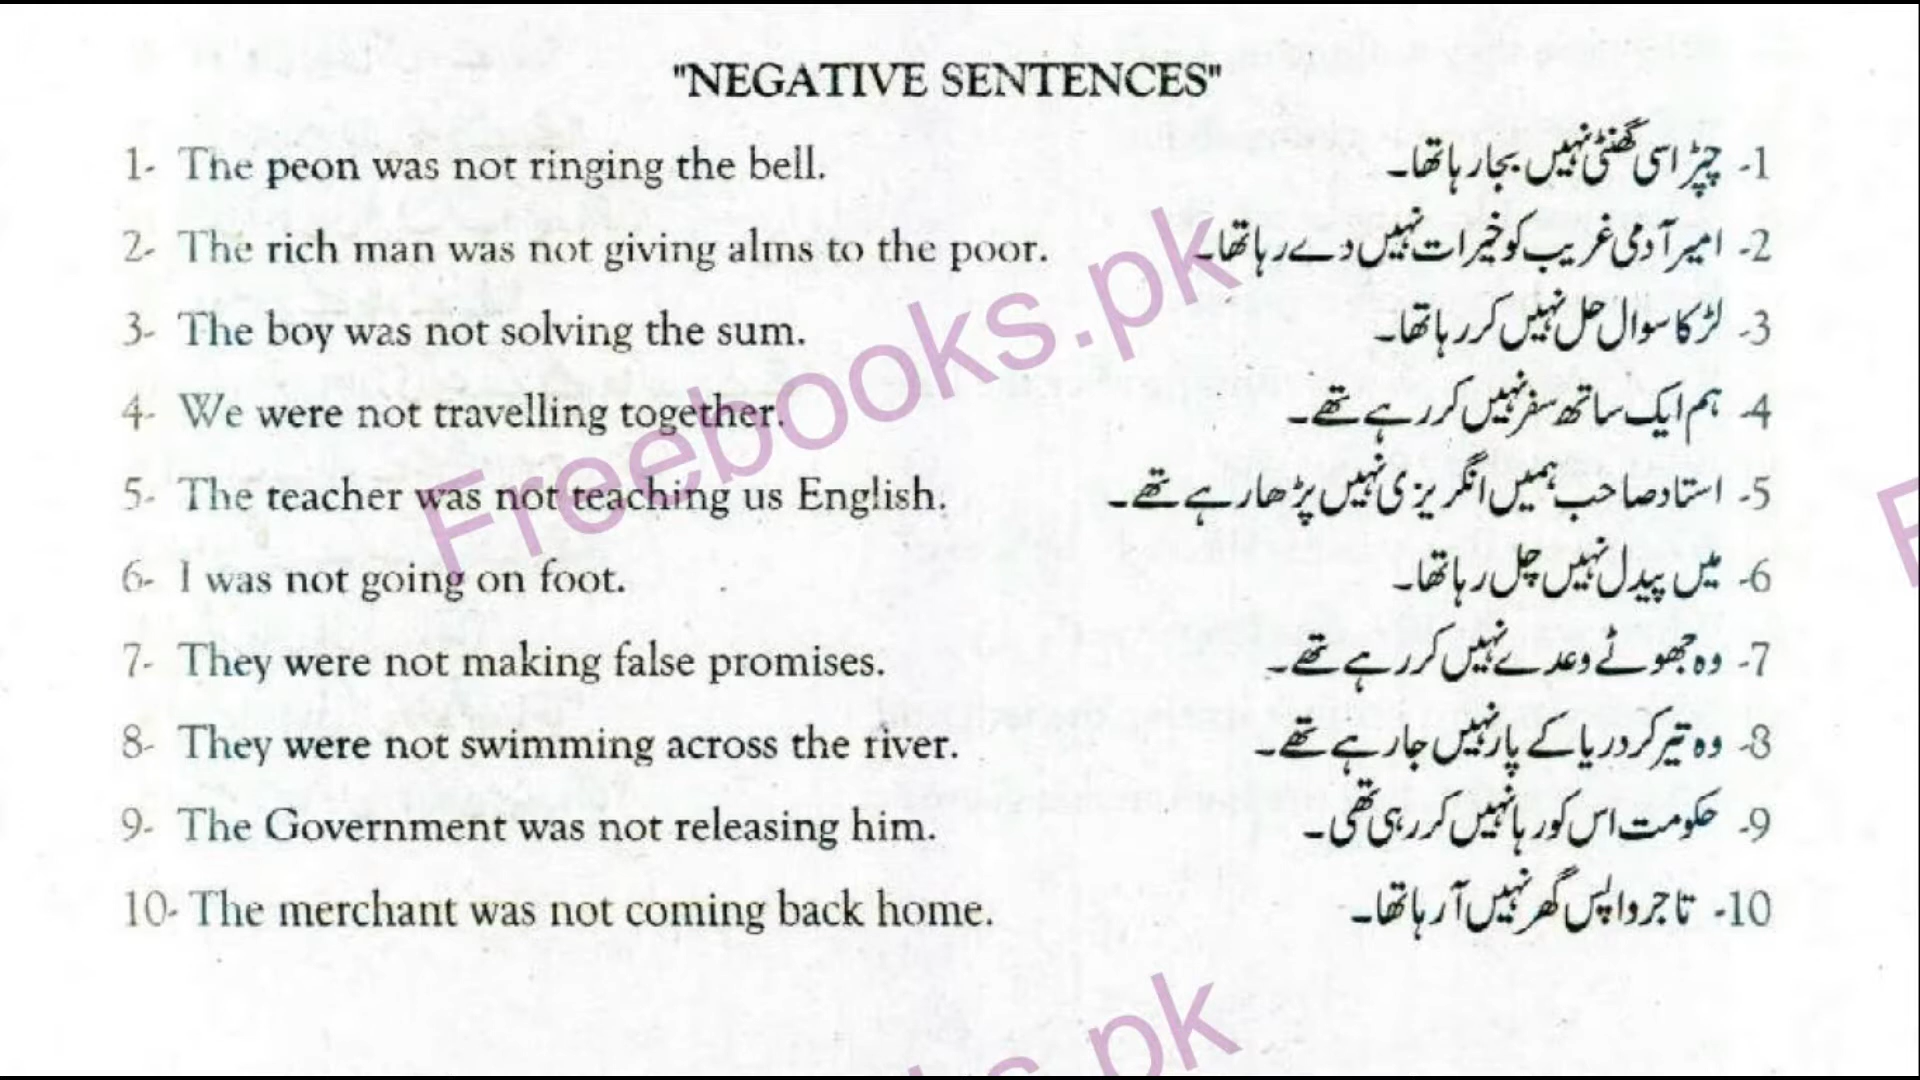 "NEGATIVE SENTENCES"
1- The peon was not ringing the bell. 1- چپڑاسی گھنٹی نہیں بجا رہا تھا۔
2- The rich man was not giving alms to the poor. 2- امیر آدمی غریب کو خیرات نہیں دے رہا تھا۔
3- The boy was not solving the sum. 3- لڑکا سوال حل نہیں کر رہا تھا۔
4- We were not travelling together. 4- ہم ایک ساتھ سفر نہیں کر رہے تھے۔
5- The teacher was not teaching us English. 5- استاد صاحب ہمیں انگریزی نہیں پڑھا رہے تھے۔
6- I was not going on foot. 6- میں پیدل نہیں چل رہا تھا۔
7- They were not making false promises. 7- وہ جھوٹے وعدے نہیں کر رہے تھے۔
8- They were not swimming across the river. 8- وہ تیر کر دریا کے پار نہیں جا رہے تھے۔
9- The Government was not releasing him. 9- حکومت اس کو رہا نہیں کر رہی تھی۔
10- The merchant was not coming back home. 10- تاجر واپس گھر نہیں آ رہا تھا۔
Freebooks.pk
s.pk